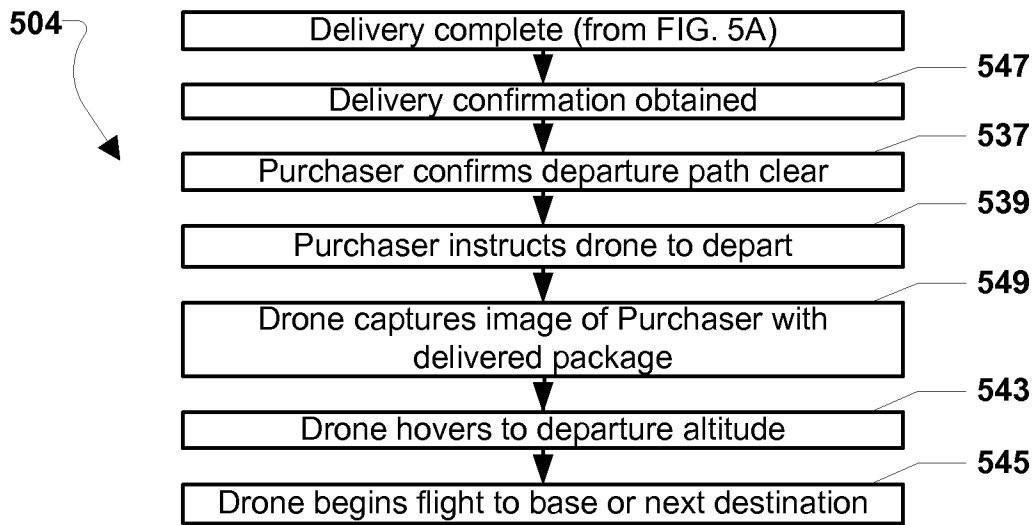 504
Delivery complete (from FIG. 5A)
547
Delivery confirmation obtained
537
Purchaser confirms departure path clear
539
Purchaser instructs drone to depart
549
Drone captures image of Purchaser with
delivered package
543
Drone hovers to departure altitude
545
Drone begins flight to base or next destination